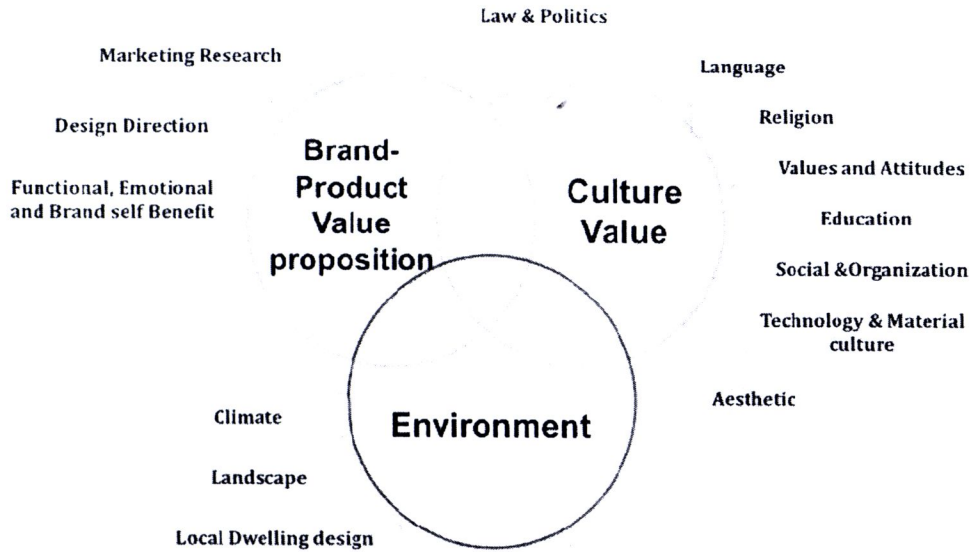 Law & Politics
Marketing Research
Language
Design Direction
Religion
Brand-
Product
Value
proposition
Culture
Value
Functional, Emotional
and Brand self Benefit
Values and Attitudes
Education
Social &Organization
Technology & Material
culture
Aesthetic
Climate
Environment
Landscape
Local Dwelling design